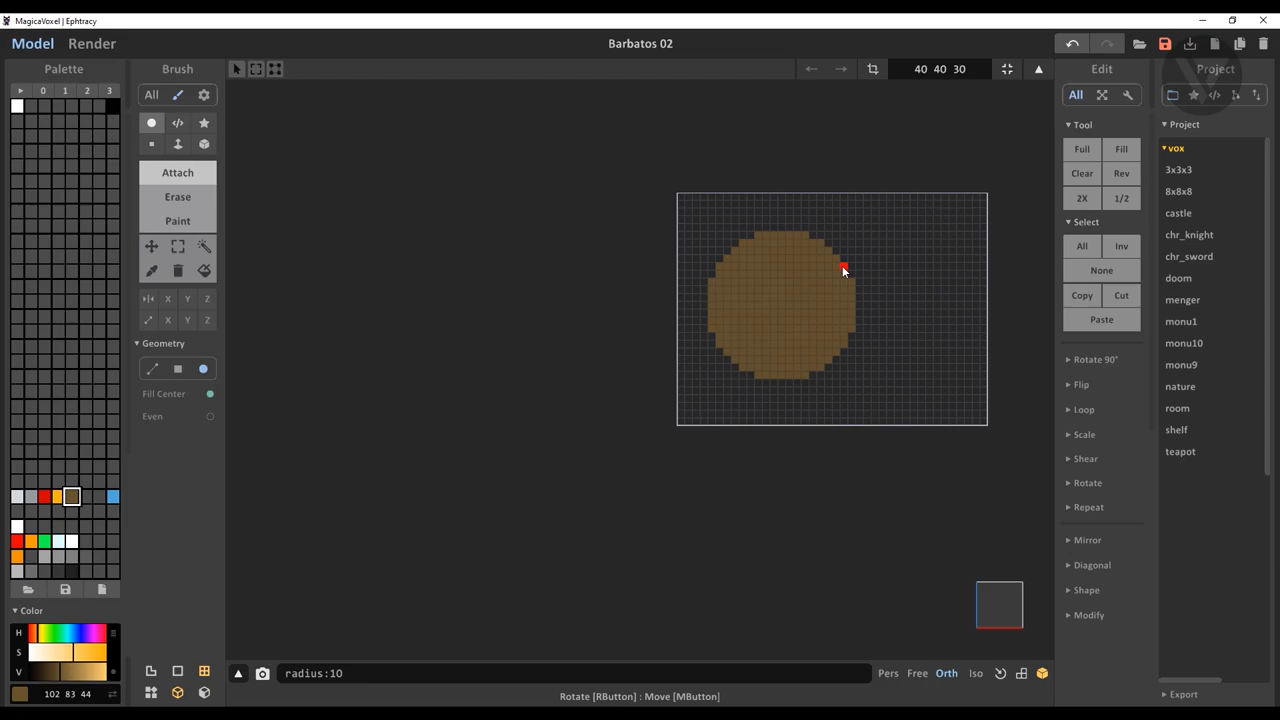 MagicaVoxel | Ephtracy
Model Render
Barbatos 02
Palette
0 1 2 3
Color
H
S
V
102 83 44
Brush
All
Attach
Erase
Paint
X Y Z
X Y Z
Geometry
Fill Center
Even
40 40 30
radius:10
Pers Free Orth Iso
Rotate [RButton] : Move [MButton]
Edit
All
Tool
Full Fill
Clear Rev
2X 1/2
Select
All Inv
None
Copy Cut
Paste
Rotate 90°
Flip
Loop
Scale
Shear
Rotate
Repeat
Mirror
Diagonal
Shape
Modify
Project
Project
vox
3x3x3
8x8x8
castle
chr_knight
chr_sword
doom
menger
monu1
monu10
monu9
nature
room
shelf
teapot
Export